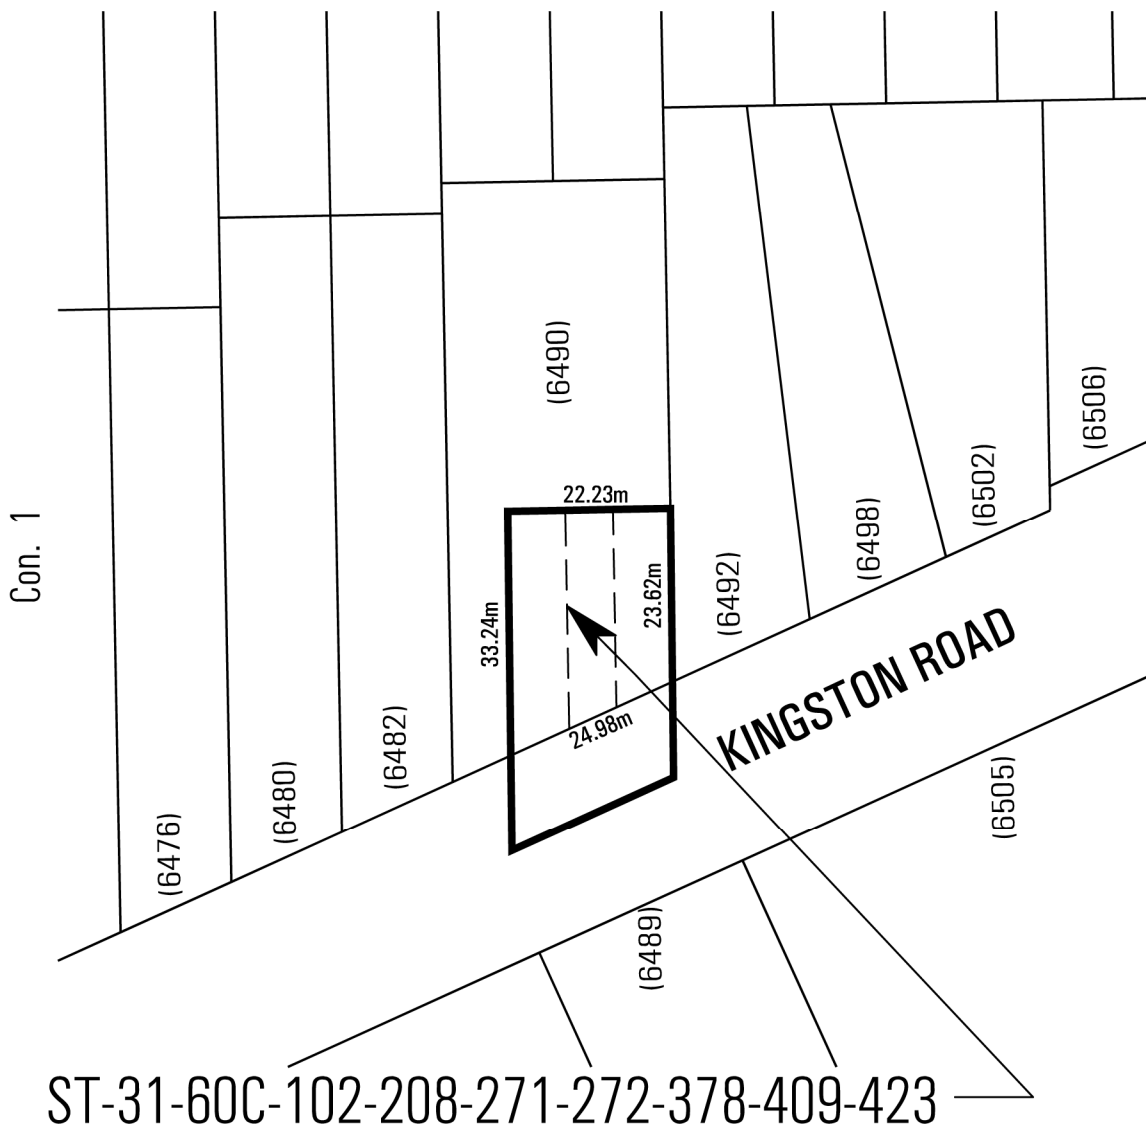 (6490)
(6506)
(6502)
22.23m
Con. 1
(6498)
(6492)
23.62m
33.24m
KINGSTON ROAD
24.98m
(6482)
(6480)
(6505)
(6476)
(6489)
ST-31-60C-102-208-271-272-378-409-423